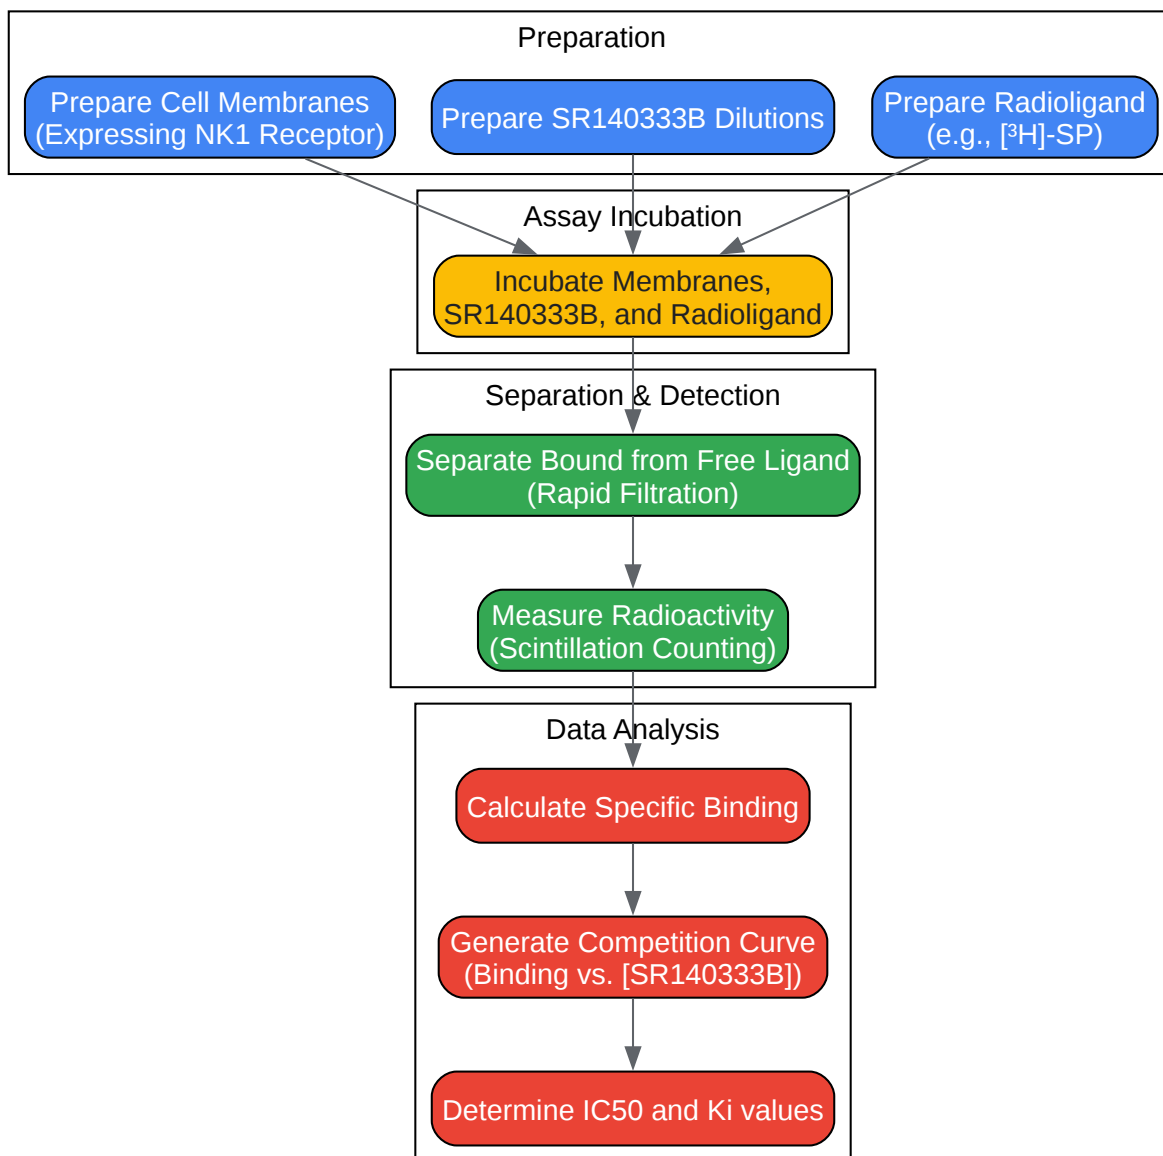 Preparation
Prepare Cell Membranes
(Expressing NK1 Receptor)
Prepare SR140333B Dilutions
Prepare Radioligand
(e.g., [³H]-SP)
Assay Incubation
Incubate Membranes,
SR140333B, and Radioligand
Separation & Detection
Separate Bound from Free Ligand
(Rapid Filtration)
Measure Radioactivity
(Scintillation Counting)
Data Analysis
Calculate Specific Binding
Generate Competition Curve
(Binding vs. [SR140333B])
Determine IC50 and Ki values